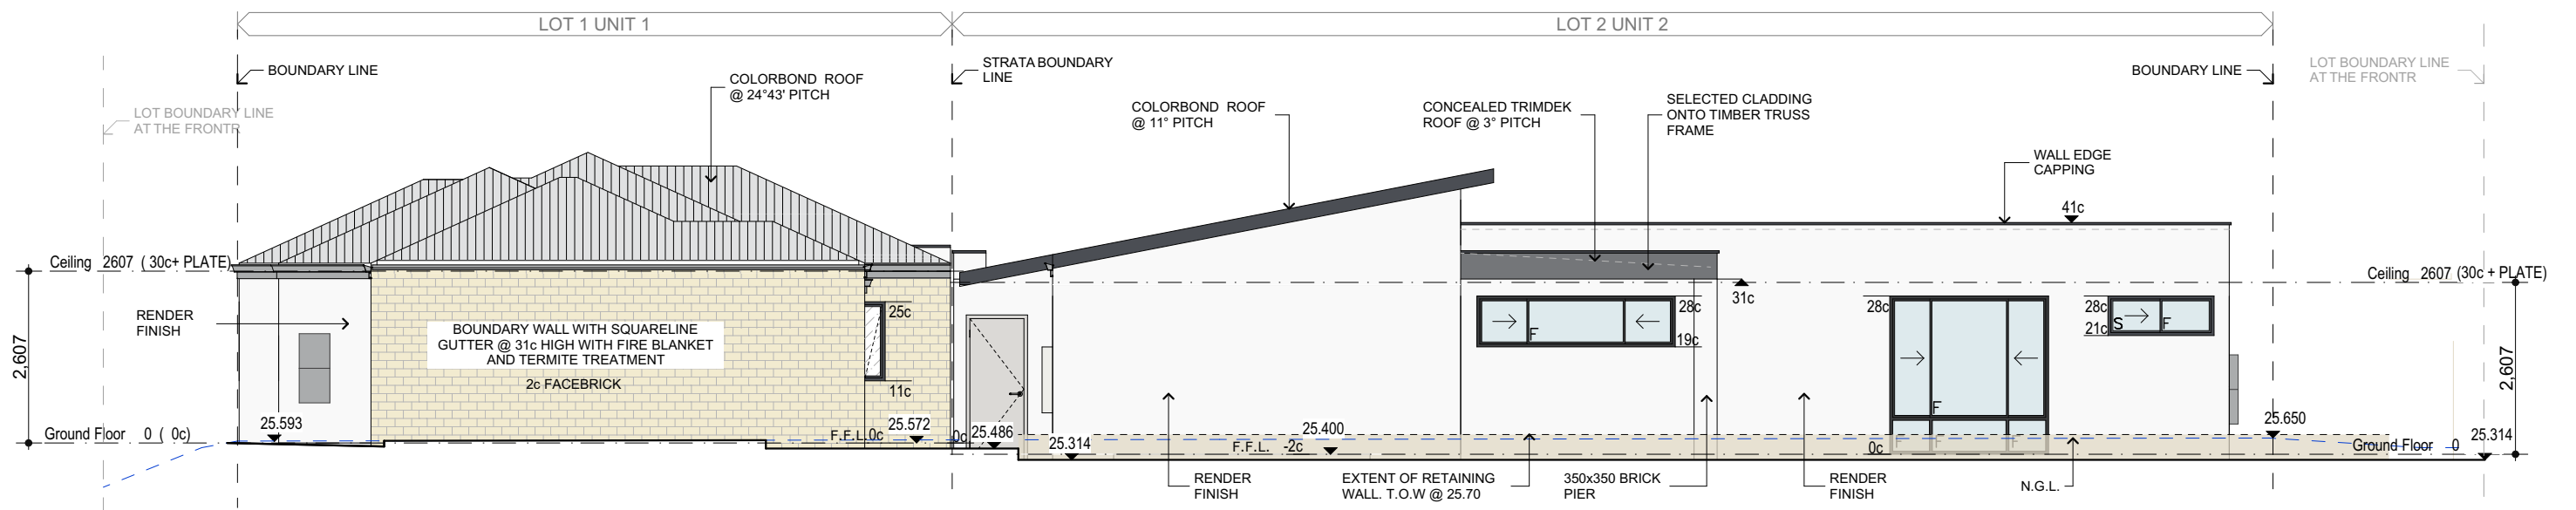 LOT 1 UNIT 1
LOT 2 UNIT 2
BOUNDARY LINE
STRATA BOUNDARY
LINE
BOUNDARY LINE
LOT BOUNDARY LINE
AT THE FRONTR
LOT BOUNDARY LINE
AT THE FRONTR
COLORBOND ROOF
@ 24°43' PITCH
COLORBOND ROOF
@ 11° PITCH
CONCEALED TRIMDEK
ROOF @ 3° PITCH
SELECTED CLADDING
ONTO TIMBER TRUSS
FRAME
WALL EDGE
CAPPING
41c
Ceiling 2607 ( 30c+ PLATE)
Ceiling 2607 (30c + PLATE)
31c
RENDER
FINISH
BOUNDARY WALL WITH SQUARELINE
GUTTER @ 31c HIGH WITH FIRE BLANKET
AND TERMITE TREATMENT
2c FACEBRICK
25c
11c
28c
19c
F
28c
F
28c
21c
S
F
2,607
2,607
25.593
25.572
F.F.L.
0c
0c
25.486
25.314
25.400
F.F.L. -2c
0c
F
F
F
25.650
25.314
Ground Floor 0 ( 0c)
Ground Floor 0
RENDER
FINISH
EXTENT OF RETAINING
WALL. T.O.W @ 25.70
350x350 BRICK
PIER
RENDER
FINISH
N.G.L.